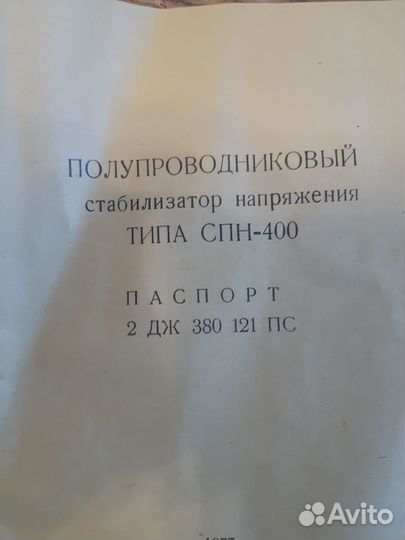 ПОЛУПРОВОДНИКОВЫЙ
стабилизатор напряжения
ТИПА СПН-400
ПАСПОРТ
2 ДЖ 380 121 ПС
Avito